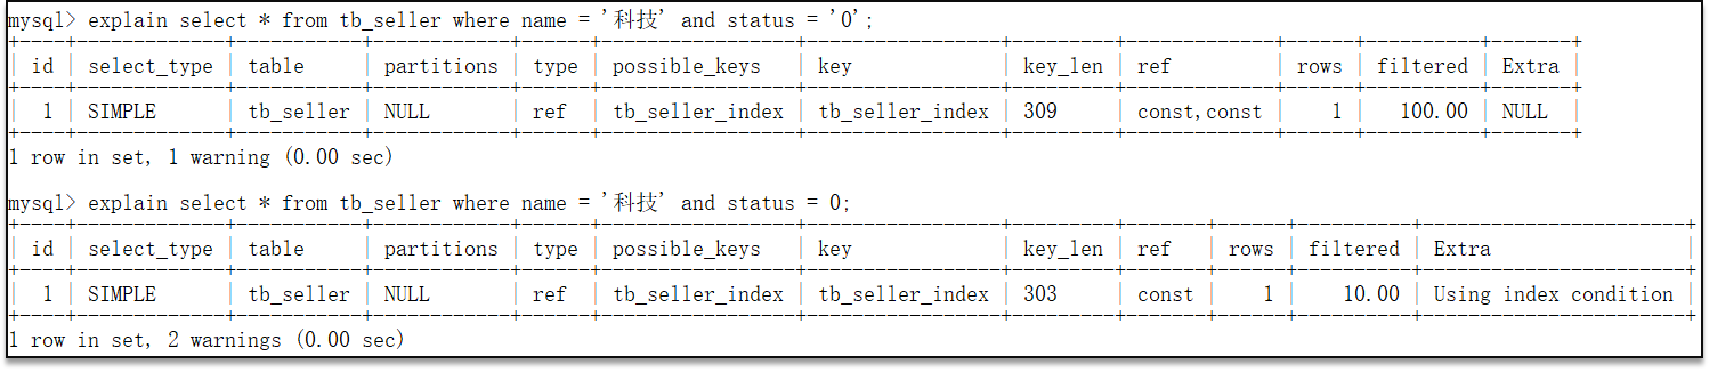 mysql> explain select * from tb_seller where name = '科技' and status = '0';
| id | select_type | table | partitions | type | possible_keys | key | key_len | ref | rows | filtered | Extra |
| 1 | SIMPLE | tb_seller | NULL | ref | tb_seller_index | tb_seller_index | 309 | const,const | 1 | 100.00 | NULL |
1 row in set, 1 warning (0.00 sec)
mysql> explain select * from tb_seller where name = '科技' and status = 0;
| id | select_type | table | partitions | type | possible_keys | key | key_len | ref | rows | filtered | Extra |
| 1 | SIMPLE | tb_seller | NULL | ref | tb_seller_index | tb_seller_index | 303 | const | 1 | 10.00 | Using index condition |
1 row in set, 2 warnings (0.00 sec)